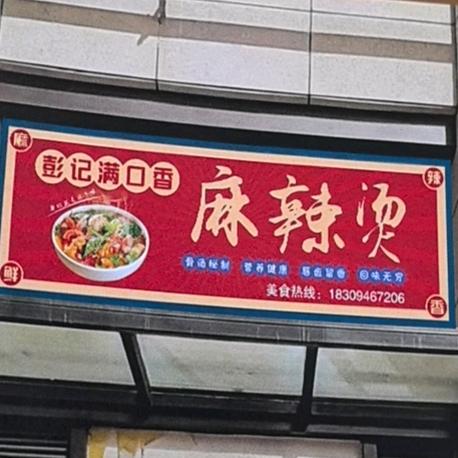 麻
辣
彭记满口香
麻辣烫
骨汤秘制 营养健康 唇齿留香 回味无穷
美食热线：18309467206
鲜
香